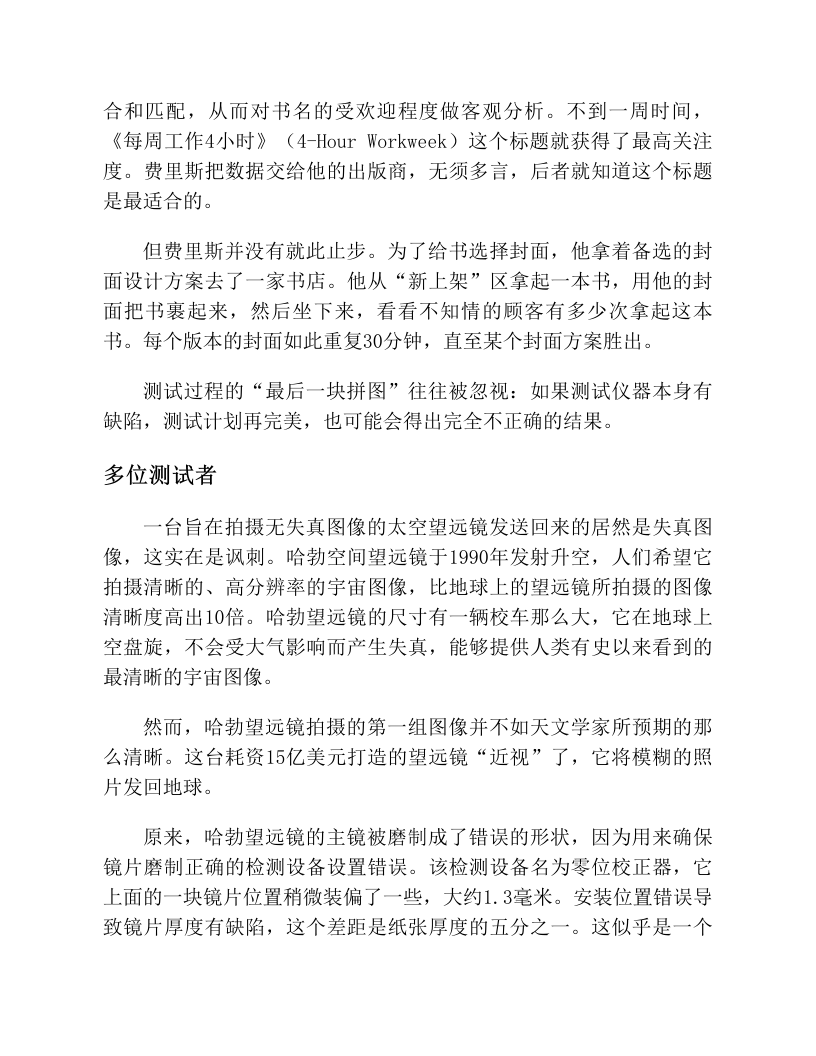 合和匹配，从而对书名的受欢迎程度做客观分析。不到一周时间，
《每周工作4小时》（4-Hour Workweek）这个标题就获得了最高关注
度。费里斯把数据交给他的出版商，无须多言，后者就知道这个标题
是最适合的。
但费里斯并没有就此止步。为了给书选择封面，他拿着备选的封
面设计方案去了一家书店。他从“新上架”区拿起一本书，用他的封
面把书裹起来，然后坐下来，看看不知情的顾客有多少次拿起这本
书。每个版本的封面如此重复30分钟，直至某个封面方案胜出。
测试过程的“最后一块拼图”往往被忽视：如果测试仪器本身有
缺陷，测试计划再完美，也可能会得出完全不正确的结果。
多位测试者
一台旨在拍摄无失真图像的太空望远镜发送回来的居然是失真图
像，这实在是讽刺。哈勃空间望远镜于1990年发射升空，人们希望它
拍摄清晰的、高分辨率的宇宙图像，比地球上的望远镜所拍摄的图像
清晰度高出10倍。哈勃望远镜的尺寸有一辆校车那么大，它在地球上
空盘旋，不会受大气影响而产生失真，能够提供人类有史以来看到的
最清晰的宇宙图像。
然而，哈勃望远镜拍摄的第一组图像并不如天文学家所预期的那
么清晰。这台耗资15亿美元打造的望远镜“近视”了，它将模糊的照
片发回地球。
原来，哈勃望远镜的主镜被磨制成了错误的形状，因为用来确保
镜片磨制正确的检测设备设置错误。该检测设备名为零位校正器，它
上面的一块镜片位置稍微装偏了一些，大约1.3毫米。安装位置错误导
致镜片厚度有缺陷，这个差距是纸张厚度的五分之一。这似乎是一个